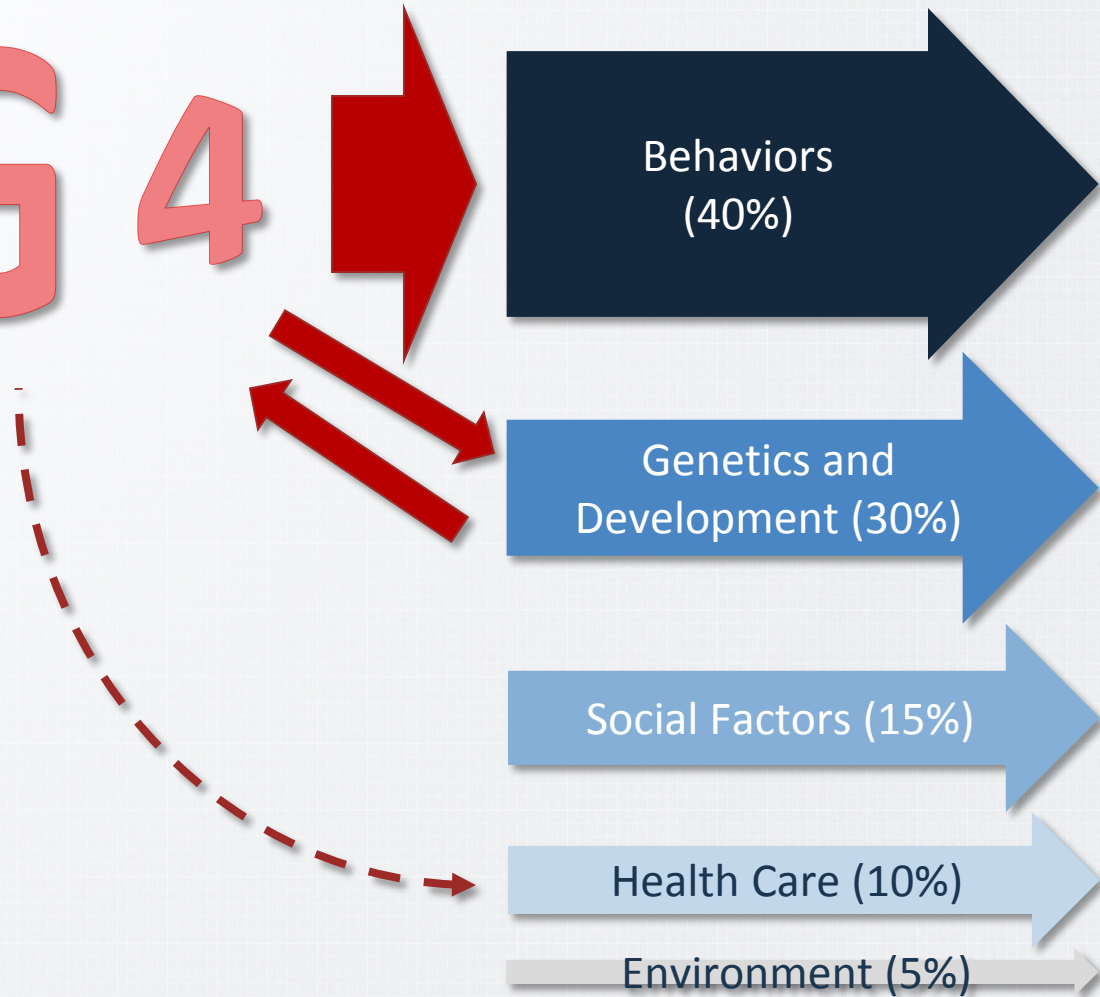 G 4
Behaviors
(40%)
Genetics and
Development (30%)
Social Factors (15%)
Health Care (10%)
Environment (5%)